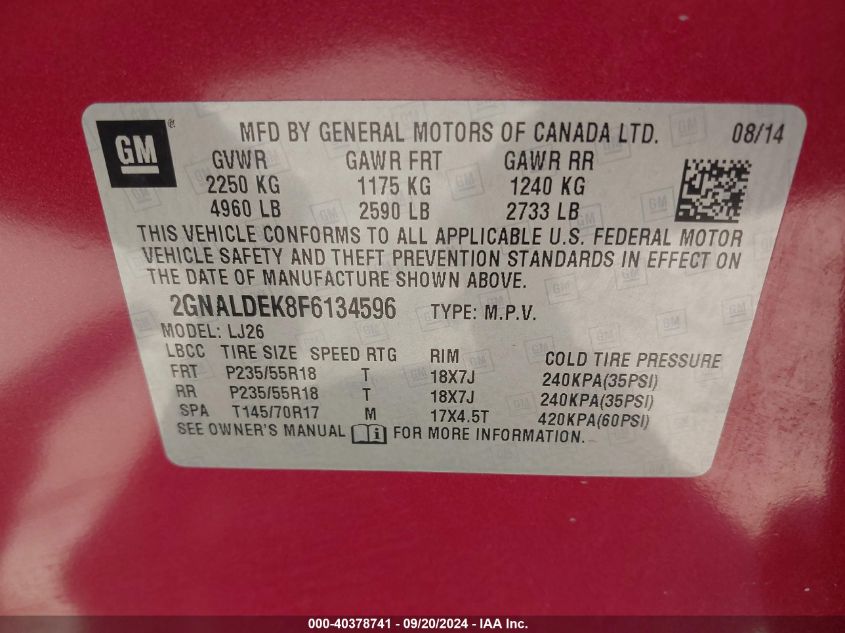 GM ® MFD BY GENERAL MOTORS OF CANADA LTD. 08/14
GVWR GAWR FRT GAWR RR
2250 KG 1175 KG 1240 KG
4960 LB 2590 LB 2733 LB
THIS VEHICLE CONFORMS TO ALL APPLICABLE U.S. FEDERAL MOTOR
VEHICLE SAFETY AND THEFT PREVENTION STANDARDS IN EFFECT ON
THE DATE OF MANUFACTURE SHOWN ABOVE.
2GNALDEK8F6134596 TYPE: M.P.V.
MODEL: LJ26
LBCC TIRE SIZE SPEED RTG RIM COLD TIRE PRESSURE
FRT P235/55R18 T 18X7J 240KPA(35PSI)
RR P235/55R18 T 18X7J 240KPA(35PSI)
SPA T145/70R17 M 17X4.5T 420KPA(60PSI)
SEE OWNER'S MANUAL FOR MORE INFORMATION.
000-40378741 - 09/20/2024 - IAA Inc.